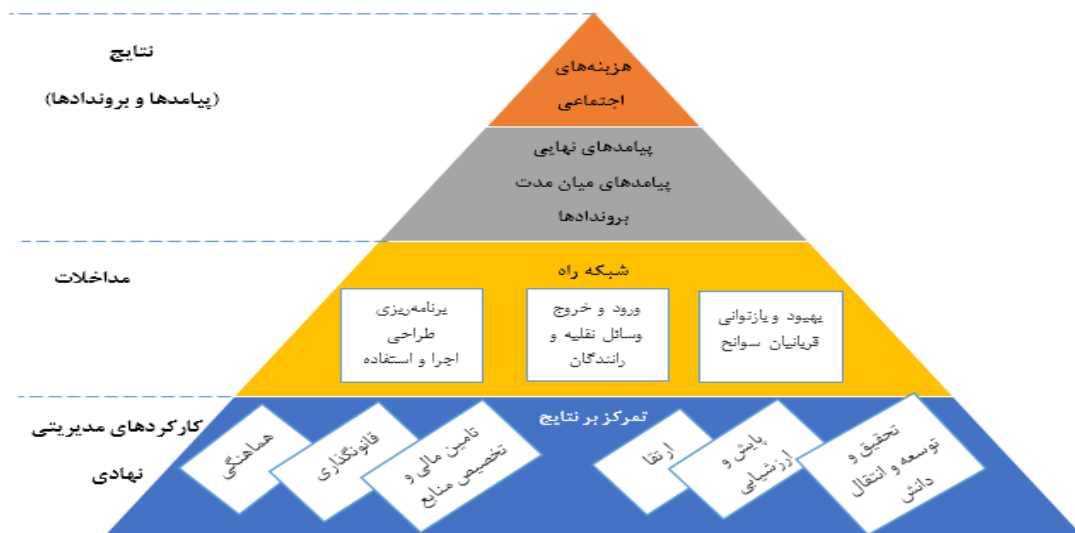 نتایج
(پیامدها و بروندادها)
هزینه‌های
اجتماعی
پیامدهای نهایی
پیامدهای میان مدت
بروندادها
مداخلات
شبکه راه
برنامه‌ریزی
طراحی
اجرا و استفاده
ورود و خروج
وسائل نقلیه و
رانندگان
بهبود و بازتوانی
قربانیان سوانح
کارکردهای مدیریتی
نهادی
تمرکز بر نتایج
هماهنگی
قانونگذاری
تامین مالی و
تخصیص منابع
ارتقا
پایش و
ارزشیابی
تحقیق و
توسعه و انتقال
دانش